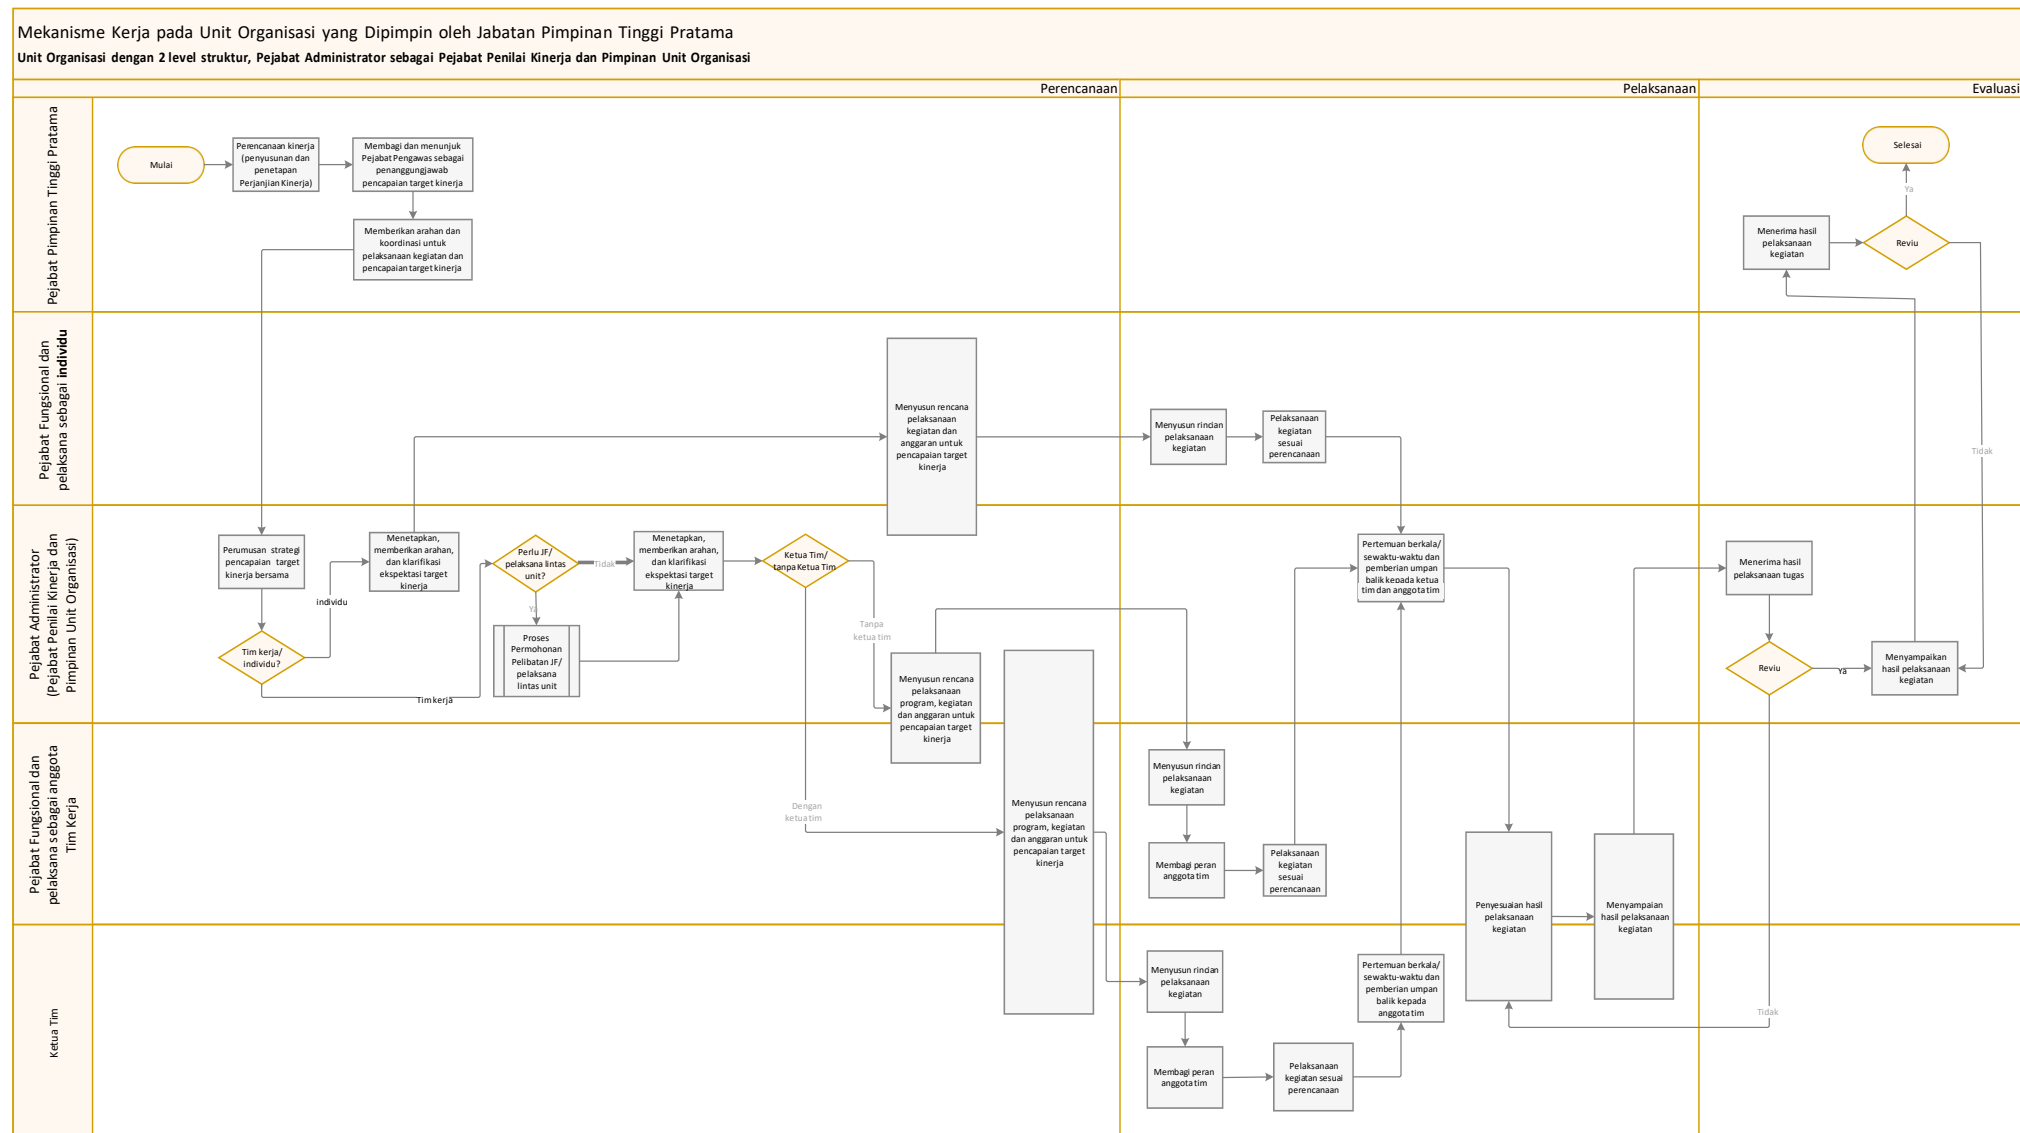 Mekanisme Kerja pada Unit Organisasi yang Dipimpin oleh Jabatan Pimpinan Tinggi Pratama
Unit Organisasi dengan 2 level struktur, Pejabat Administrator sebagai Pejabat Penilai Kinerja dan Pimpinan Unit Organisasi
Perencanaan
Pelaksanaan
Evaluasi
Pejabat Pimpinan Tinggi Pratama
Mulai
Perencanaan kinerja
(penyusunan dan
penetapan
Perjanjian Kinerja)
Membagi dan menunjuk
Pejabat Pengawas sebagai
penanggungjawab
pencapaian target kinerja
Memberikan arahan dan
koordinasi untuk
pelaksanaan kegiatan dan
pencapaian target kinerja
Selesai
Ya
Menerima hasil
pelaksanaan
kegiatan
Reviu
Tidak
Pejabat Fungsional dan
pelaksana sebagai individu
Menyusun rencana
pelaksanaan
kegiatan dan
anggaran untuk
pencapaian target
kinerja
Menyusun rincian
pelaksanaan
kegiatan
Pelaksanaan
kegiatan
sesuai
perencanaan
Pejabat Administrator
(Pejabat Penilai Kinerja dan
Pimpinan Unit Organisasi)
Perumusan strategi
pencapaian target
kinerja bersama
Tim kerja/
individu?
individu
Tim kerja
Menetapkan,
memberikan arahan,
dan klarifikasi
ekspektasi target
kinerja
Perlu JF/
pelaksana lintas
unit?
Tidak
Ya
Proses
Permohonan
Pelibatan JF/
pelaksana
lintas unit
Menetapkan,
memberikan arahan,
dan klarifikasi
ekspektasi target
kinerja
Ketua Tim/
tanpa Ketua Tim
Tanpa
ketua tim
Dengan
ketua tim
Menyusun rencana
pelaksanaan
program, kegiatan
dan anggaran untuk
pencapaian target
kinerja
Pertemuan berkala/
sewaktu-waktu dan
pemberian umpan
balik kepada ketua
tim dan anggota tim
Menerima hasil
pelaksanaan tugas
Reviu
Ya
Menyampaikan
hasil pelaksanaan
kegiatan
Pejabat Fungsional dan
pelaksana sebagai anggota
Tim Kerja
Menyusun rencana
pelaksanaan
program, kegiatan
dan anggaran untuk
pencapaian target
kinerja
Menyusun rincian
pelaksanaan
kegiatan
Membagi peran
anggota tim
Pelaksanaan
kegiatan
sesuai
perencanaan
Penyesuaian hasil
pelaksanaan
kegiatan
Menyampaian
hasil pelaksanaan
kegiatan
Ketua Tim
Menyusun rincian
pelaksanaan
kegiatan
Membagi peran
anggota tim
Pelaksanaan
kegiatan sesuai
perencanaan
Pertemuan berkala/
sewaktu-waktu dan
pemberian umpan
balik kepada
anggota tim
Tidak